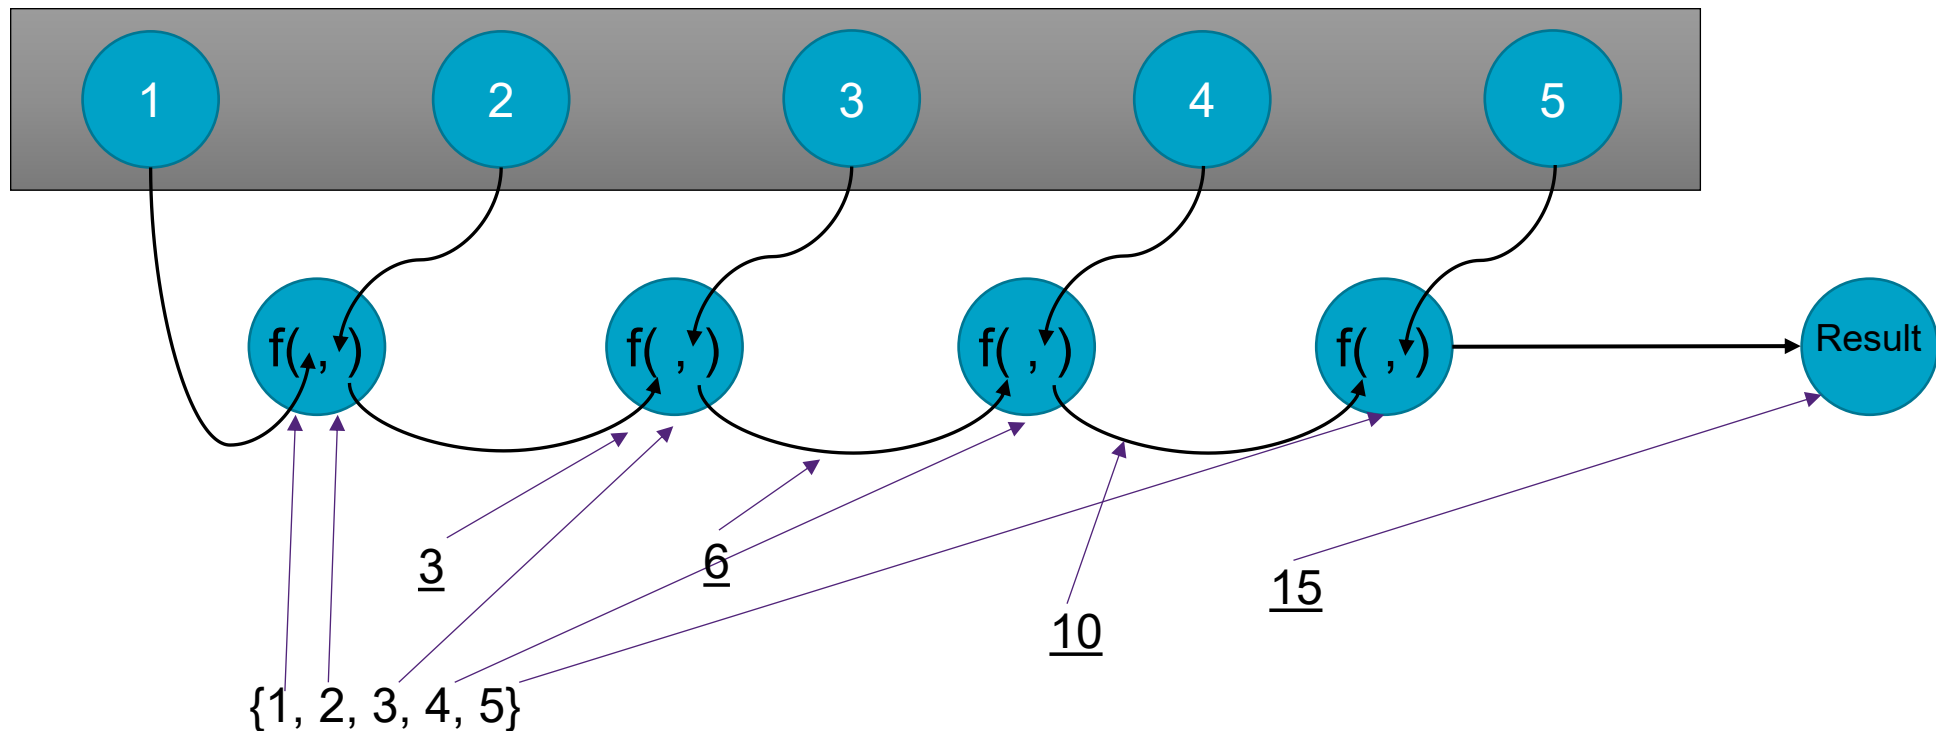 1 2 3 4 5
f( , ) f( , ) f( , ) f( , ) Result
3 6 10 15
{1, 2, 3, 4, 5}